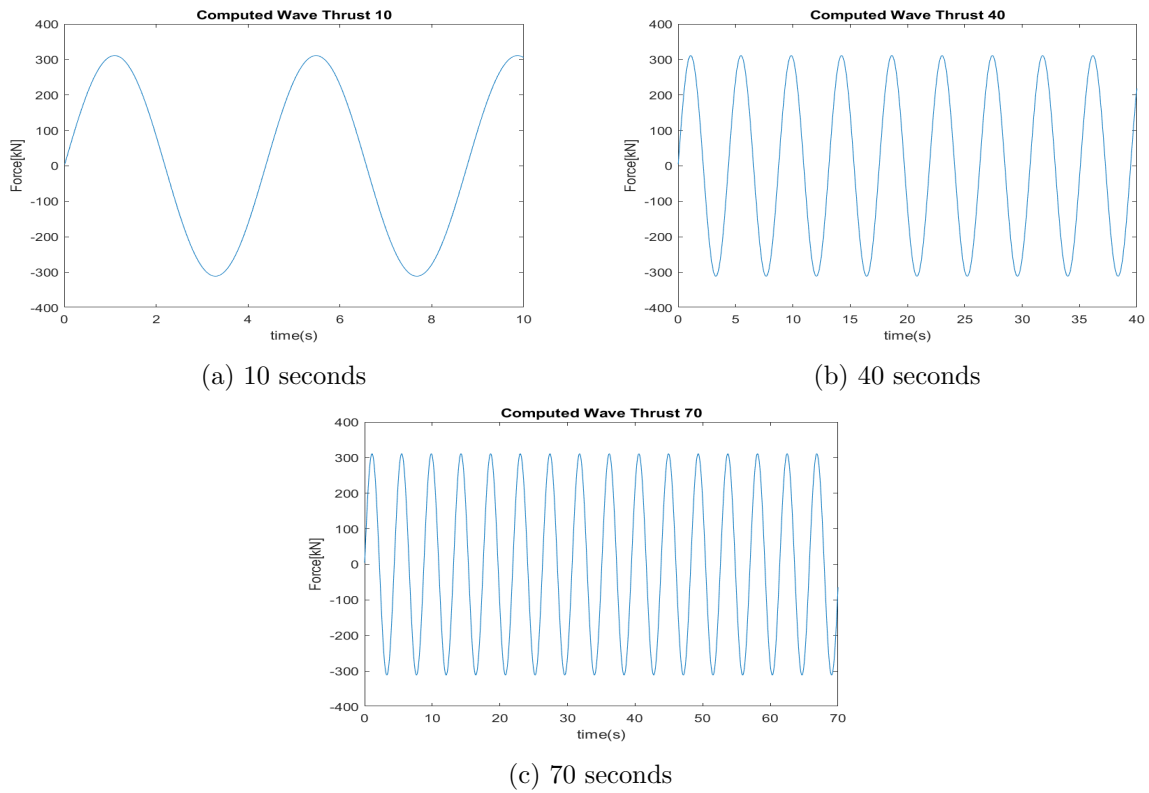 Computed Wave Thrust 10
400
300
200
100
0
-100
-200
-300
-400
Force[kN]
0 2 4 6 8 10
time(s)
(a) 10 seconds
Computed Wave Thrust 40
400
300
200
100
0
-100
-200
-300
-400
Force[kN]
0 5 10 15 20 25 30 35 40
time(s)
(b) 40 seconds
Computed Wave Thrust 70
400
300
200
100
0
-100
-200
-300
-400
Force[kN]
0 10 20 30 40 50 60 70
time(s)
(c) 70 seconds